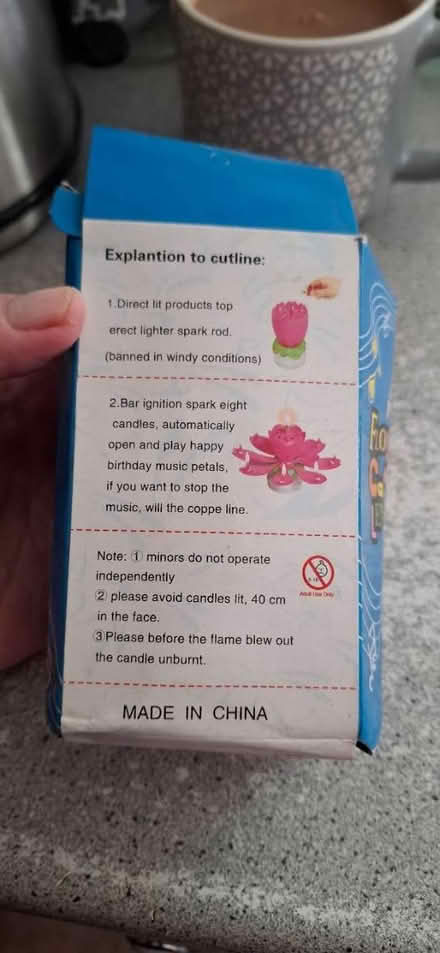 Explantion to cutline:
1.Direct lit products top
erect lighter spark rod.
(banned in windy conditions)
2.Bar ignition spark eight
candles, automatically
open and play happy
birthday music petals,
if you want to stop the
music, will the coppe line.
Note: ① minors do not operate
independently
② please avoid candles lit, 40 cm
in the face.
③Please before the flame blew out
the candle unburnt.
Adult Use Only
MADE IN CHINA